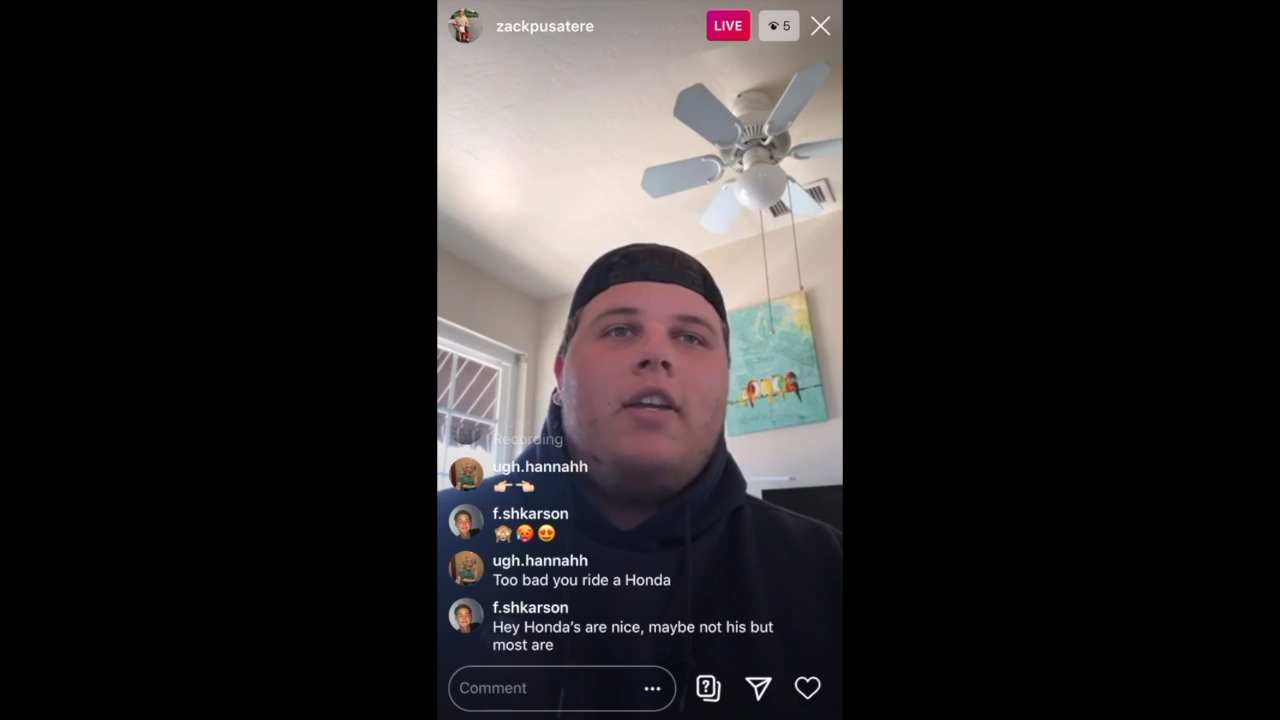 zackpusatere
LIVE
5
Recording
ugh.hannahh
👉🏻👈🏻
f.shkarson
🙈🥵😍
ugh.hannahh
Too bad you ride a Honda
f.shkarson
Hey Honda's are nice, maybe not his but
most are
Comment